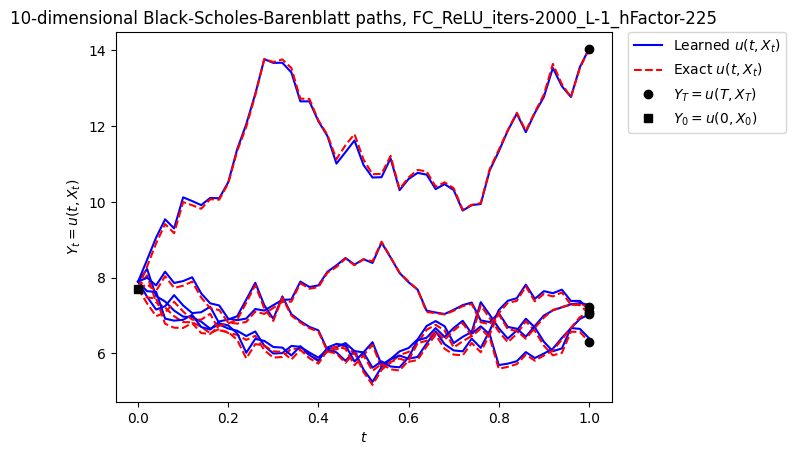 10-dimensional Black-Scholes-Barenblatt paths, FC_ReLU_iters-2000_L-1_hFactor-225
Learned u(t, X_t)
Exact u(t, X_t)
Y_T = u(T, X_T)
Y_0 = u(0, X_0)
Y_t = u(t, X_t)
14
12
10
8
6
0.0 0.2 0.4 0.6 0.8 1.0
t